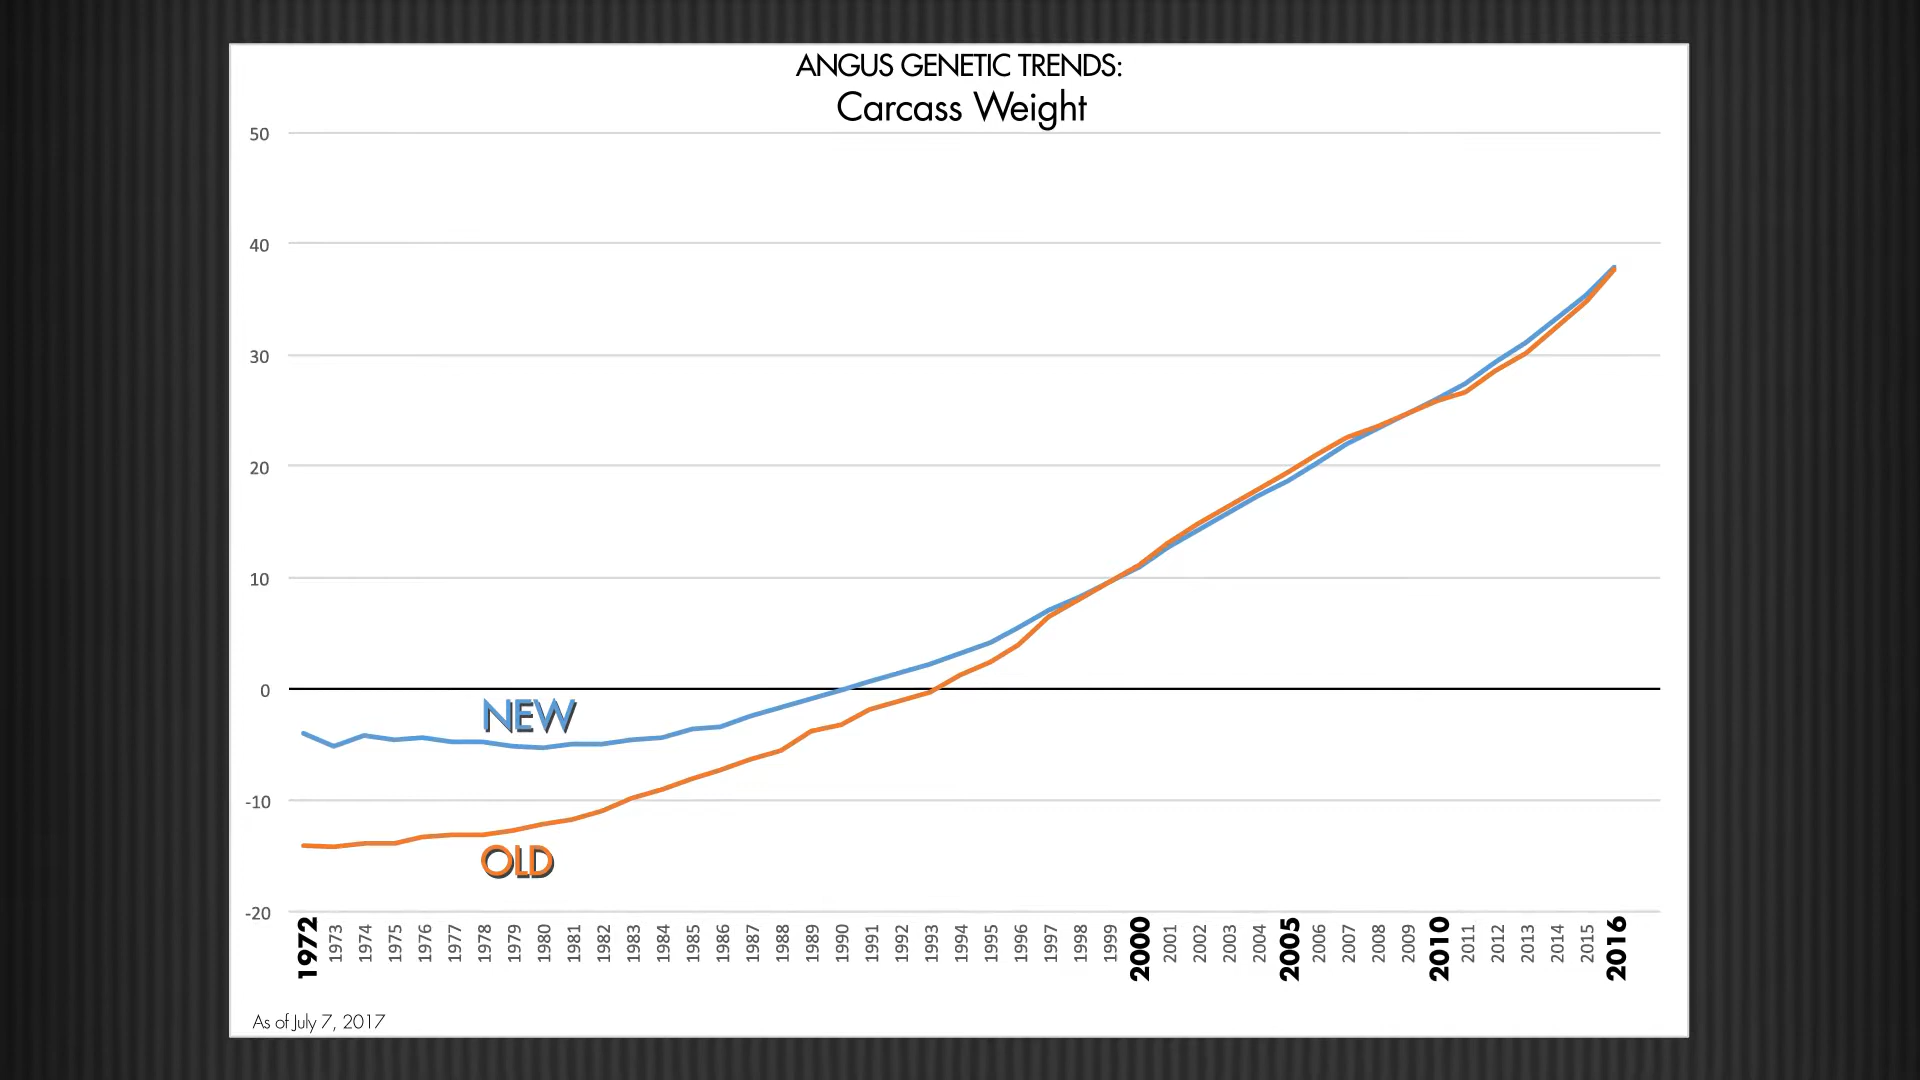 ANGUS GENETIC TRENDS:
Carcass Weight
50
40
30
20
10
0
-10
-20
NEW
OLD
1972 1973 1974 1975 1976 1977 1978 1979 1980 1981 1982 1983 1984 1985 1986 1987 1988 1989 1990 1991 1992 1993 1994 1995 1996 1997 1998 1999 2000 2001 2002 2003 2004 2005 2006 2007 2008 2009 2010 2011 2012 2013 2014 2015 2016
As of July 7, 2017